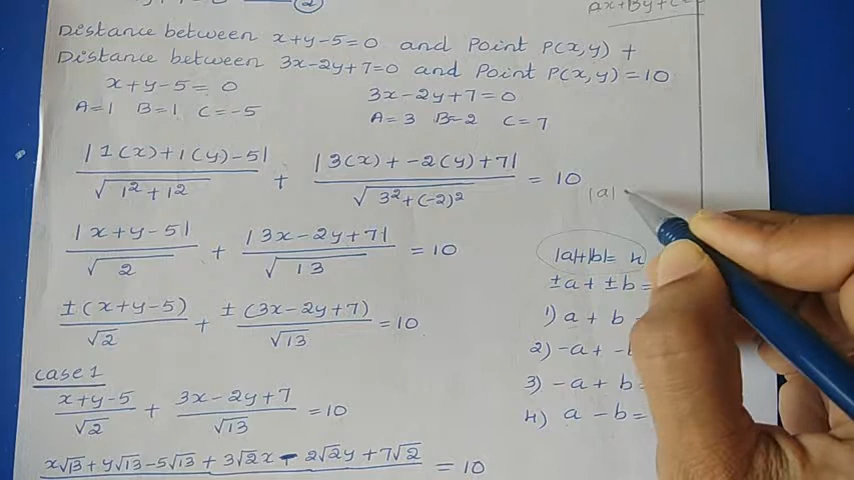 2
Ax+By+C
Distance between x+y-5=0 and Point P(x,y) +
Distance between 3x-2y+7=0 and Point P(x,y) = 10
x+y-5=0
3x-2y+7=0
A=1 B=1 C=-5
A=3 B=-2 C=7
|1(x)+1(y)-5| / √1²+1² + |3(x)+-2(y)+7| / √3²+(-2)² = 10
|a|
|x+y-5| / √2 + |3x-2y+7| / √13 = 10
|a|+|b|= n
±a + ±b =
±(x+y-5) / √2 + ±(3x-2y+7) / √13 = 10
1) a + b
2) -a + -b
3) -a + b =
4) a - b =
case 1
x+y-5 / √2 + 3x-2y+7 / √13 = 10
x√13+y√13-5√13+3√2x-2√2y+7√2 = 10